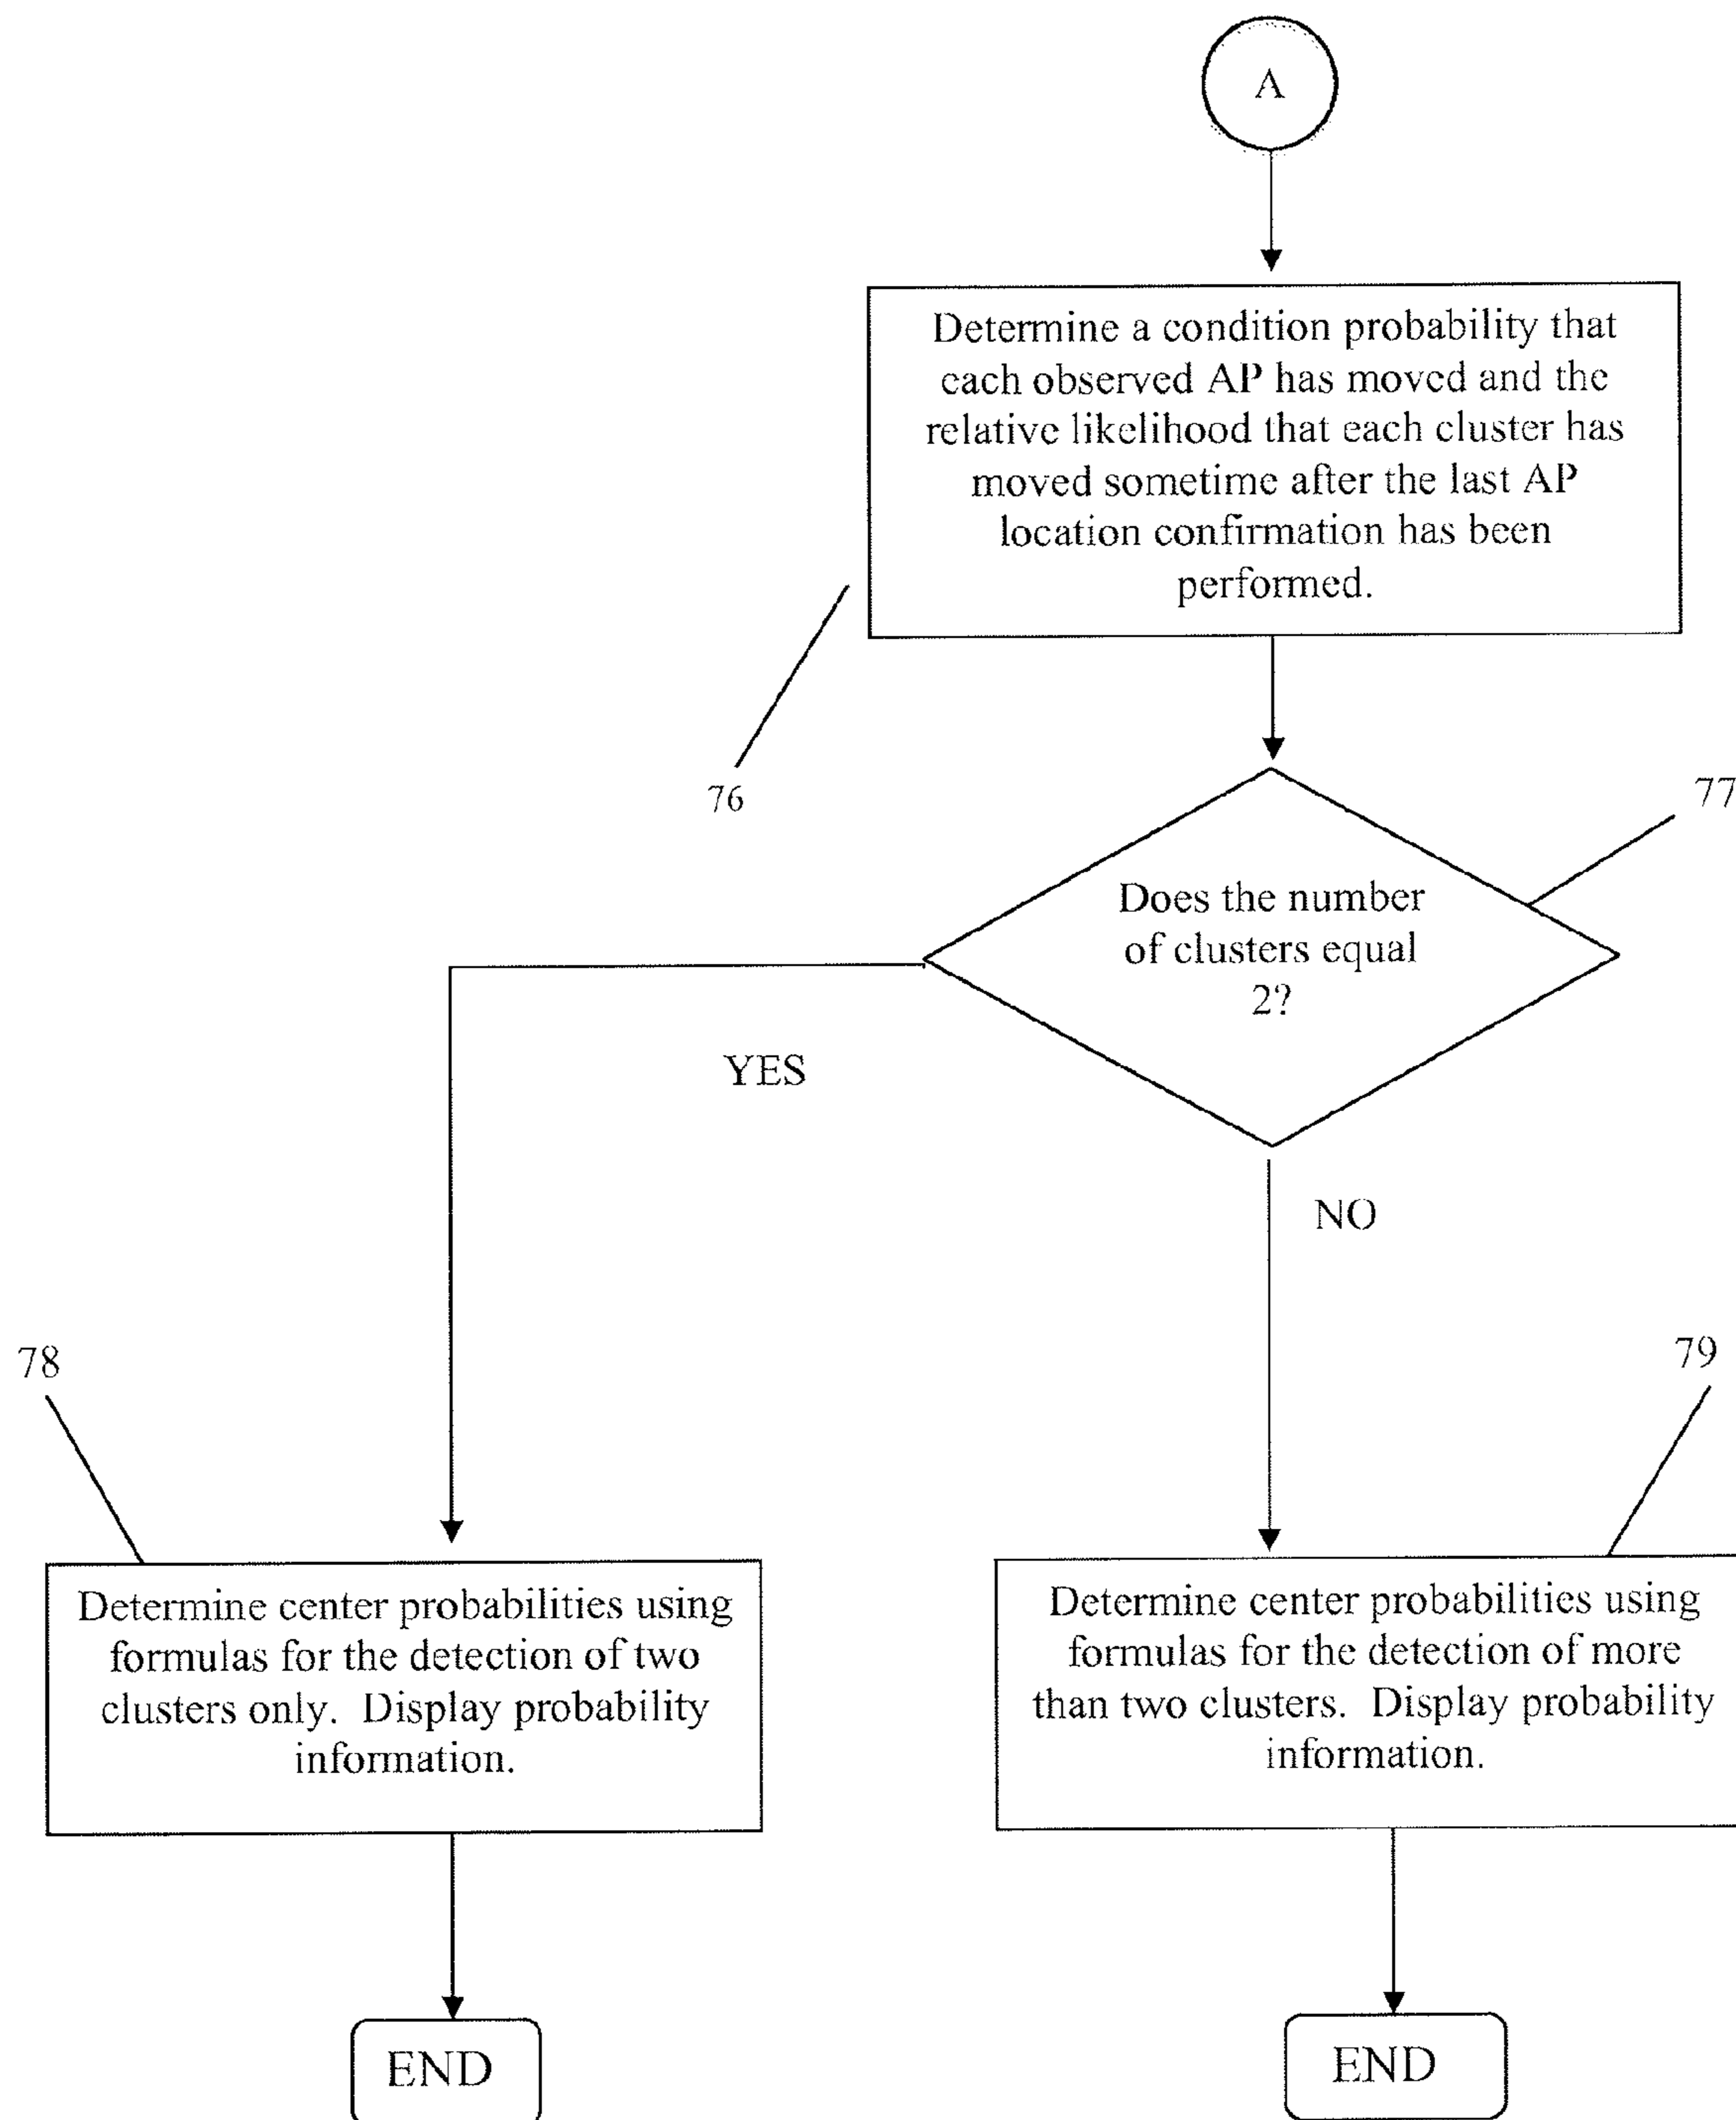 A
Determine a condition probability that
each observed AP has moved and the
relative likelihood that each cluster has
moved sometime after the last AP
location confirmation has been
performed.
76
77
Does the number
of clusters equal
2?
YES
NO
78
79
Determine center probabilities using
formulas for the detection of two
clusters only. Display probability
information.
Determine center probabilities using
formulas for the detection of more
than two clusters. Display probability
information.
END
END